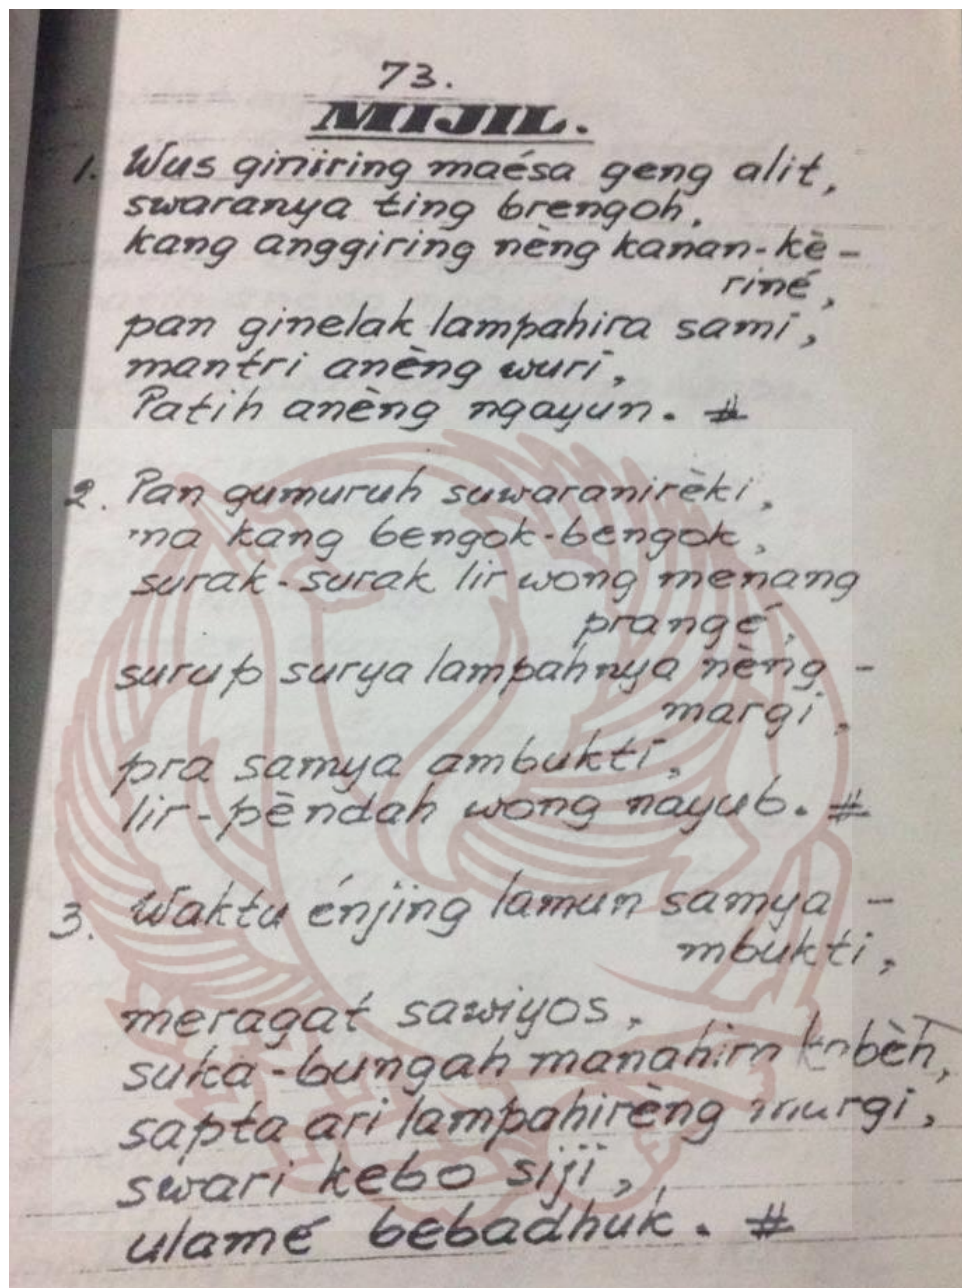 73.
MIJIL.
1. Wus giniring maésa geng alit,
swaranya ting brengoh,
kang anggiring nèng kanan-kè-
riné,
pan ginelak lampahira sami,
mantri anèng wuri,
Patih anèng ngayun. #
2. Pan gumuruh suwaranirèki,
na kang bengok-bengok,
surak-surak lir wong menang
prangé,
surup surya lampahnya nèng -
margi,
pra samya ambukti,
lir-pèndah wong nayub. #
3. Waktu énjing lamun samya -
mbukti,
meragat sawiyos,
suka-bungah manahira kabèh,
sapta ari lampahirèng margi,
swari kebo siji,
ulamé bebadhuk. #